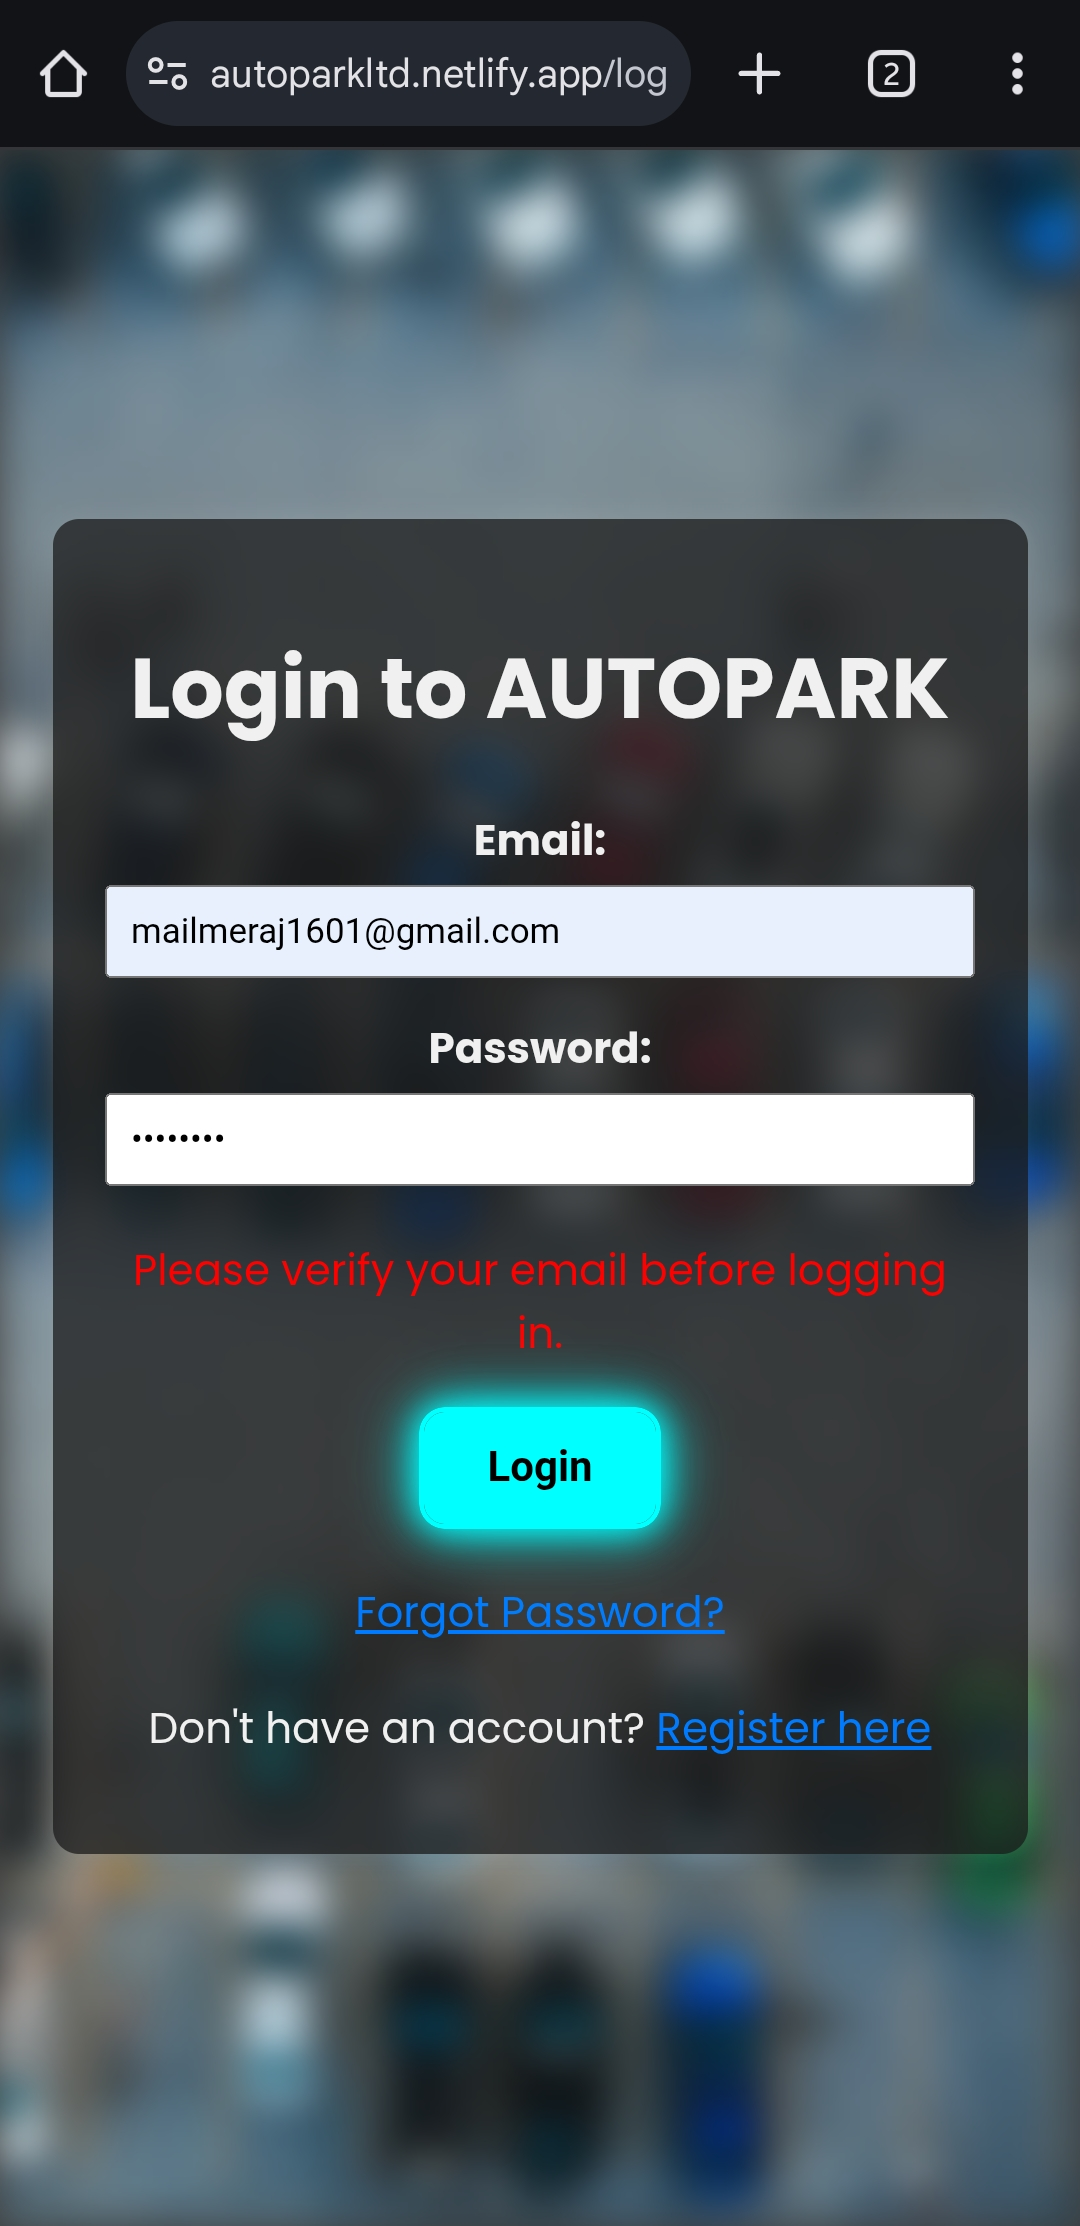 autoparkltd.netlify.app/log
2
Login to AUTOPARK
Email:
mailmeraj1601@gmail.com
Password:
••••••••
Please verify your email before logging
in.
Login
Forgot Password?
Don't have an account? Register here